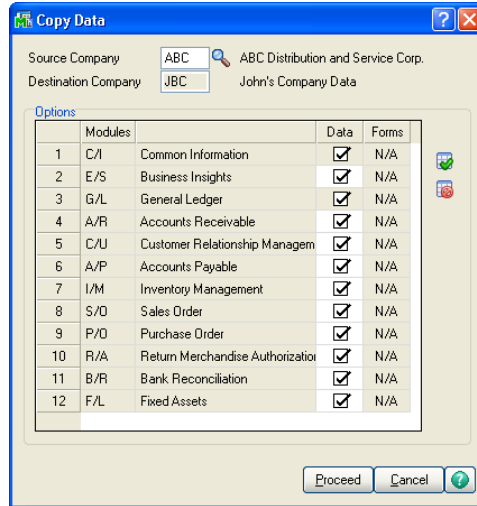 Copy Data
Source Company ABC ABC Distribution and Service Corp.
Destination Company JBC John's Company Data
Options
Modules Data Forms
1 C/I Common Information N/A
2 E/S Business Insights N/A
3 G/L General Ledger N/A
4 A/R Accounts Receivable N/A
5 C/U Customer Relationship Managem N/A
6 A/P Accounts Payable N/A
7 I/M Inventory Management N/A
8 S/O Sales Order N/A
9 P/O Purchase Order N/A
10 R/A Return Merchandise Authorization N/A
11 B/R Bank Reconciliation N/A
12 F/L Fixed Assets N/A
Proceed Cancel